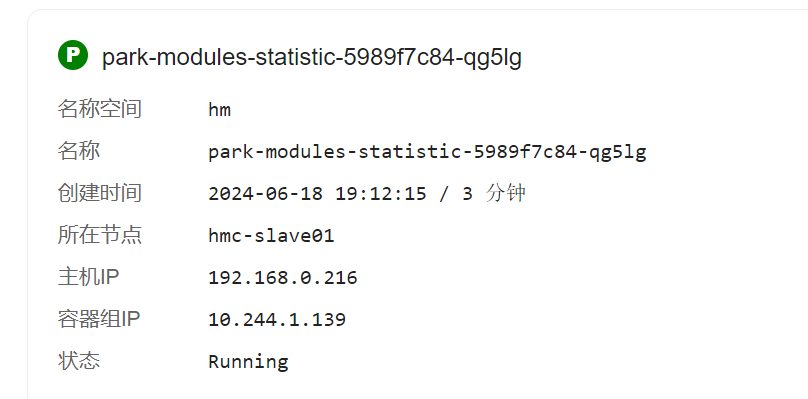 P park-modules-statistic-5989f7c84-qg5lg
名称空间 hm
名称 park-modules-statistic-5989f7c84-qg5lg
创建时间 2024-06-18 19:12:15 / 3 分钟
所在节点 hmc-slave01
主机IP 192.168.0.216
容器组IP 10.244.1.139
状态 Running